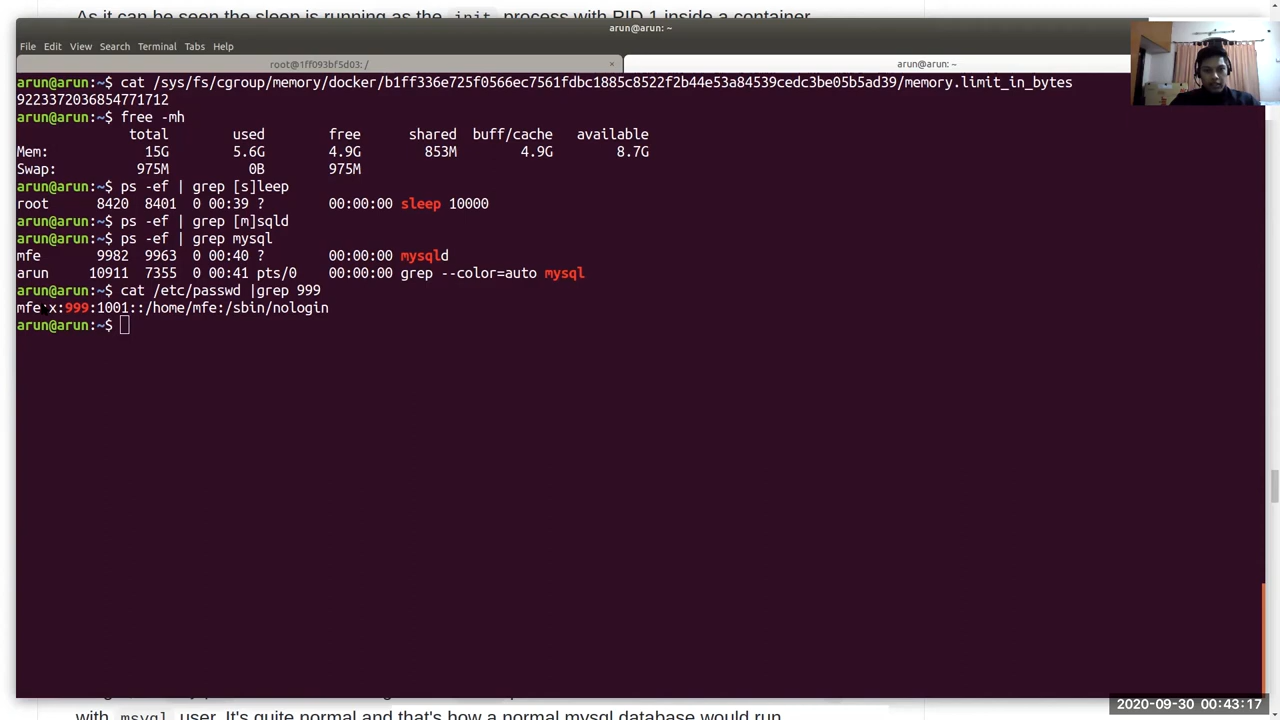 As it can be seen the sleep is running as the init process with PID 1 inside a container
arun@arun: ~
File Edit View Search Terminal Tabs Help
root@1ff093bf5d03: / × arun@arun: ~
arun@arun:~$ cat /sys/fs/cgroup/memory/docker/b1ff336e725f0566ec7561fdbc1885c8522f2b44e53a84539cedc3be05b5ad39/memory.limit_in_bytes
9223372036854771712
arun@arun:~$ free -mh
total used free shared buff/cache available
Mem: 15G 5.6G 4.9G 853M 4.9G 8.7G
Swap: 975M 0B 975M
arun@arun:~$ ps -ef | grep [s]leep
root 8420 8401 0 00:39 ? 00:00:00 sleep 10000
arun@arun:~$ ps -ef | grep [m]sqld
arun@arun:~$ ps -ef | grep mysql
mfe 9982 9963 0 00:40 ? 00:00:00 mysqld
arun 10911 7355 0 00:41 pts/0 00:00:00 grep --color=auto mysql
arun@arun:~$ cat /etc/passwd |grep 999
mfe:x:999:1001::/home/mfe:/sbin/nologin
arun@arun:~$
with msyql user. It's quite normal and that's how a normal mysql database would run
2020-09-30 00:43:17